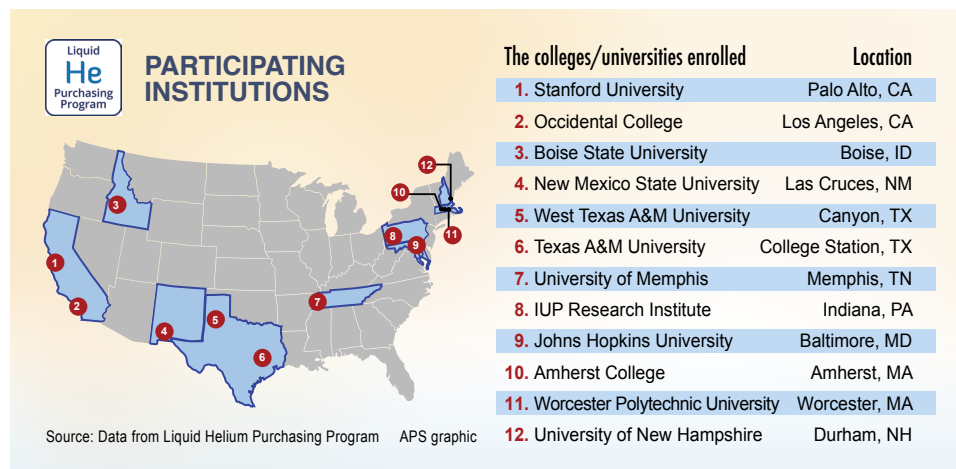 Liquid
He
Purchasing
Program
PARTICIPATING
INSTITUTIONS
12
10
3
11
8
9
1
7
2
5
4
6
Source: Data from Liquid Helium Purchasing Program APS graphic
The colleges/universities enrolled Location
1. Stanford University Palo Alto, CA
2. Occidental College Los Angeles, CA
3. Boise State University Boise, ID
4. New Mexico State University Las Cruces, NM
5. West Texas A&M University Canyon, TX
6. Texas A&M University College Station, TX
7. University of Memphis Memphis, TN
8. IUP Research Institute Indiana, PA
9. Johns Hopkins University Baltimore, MD
10. Amherst College Amherst, MA
11. Worcester Polytechnic University Worcester, MA
12. University of New Hampshire Durham, NH